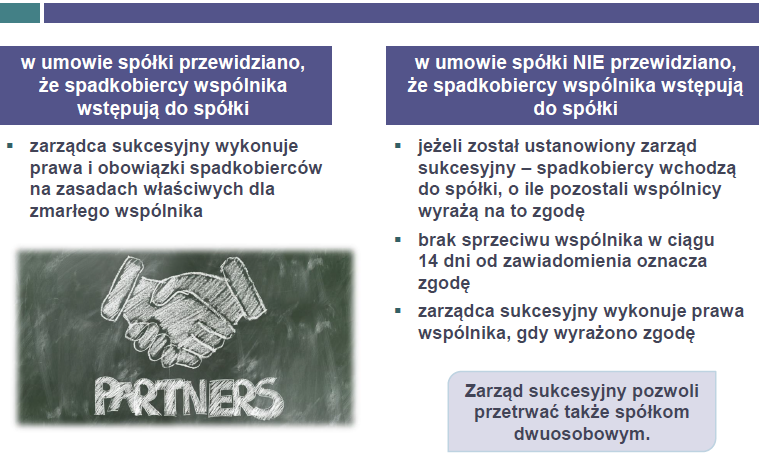 w umowie spółki przewidziano,
że spadkobiercy wspólnika
wstępują do spółki
▪ zarządca sukcesyjny wykonuje
prawa i obowiązki spadkobierców
na zasadach właściwych dla
zmarłego wspólnika
PARTNERS
w umowie spółki NIE przewidziano,
że spadkobiercy wspólnika wstępują
do spółki
▪ jeżeli został ustanowiony zarząd
sukcesyjny – spadkobiercy wchodzą
do spółki, o ile pozostali wspólnicy
wyrażą na to zgodę
▪ brak sprzeciwu wspólnika w ciągu
14 dni od zawiadomienia oznacza
zgodę
▪ zarządca sukcesyjny wykonuje prawa
wspólnika, gdy wyrażono zgodę
Zarząd sukcesyjny pozwoli
przetrwać także spółkom
dwuosobowym.